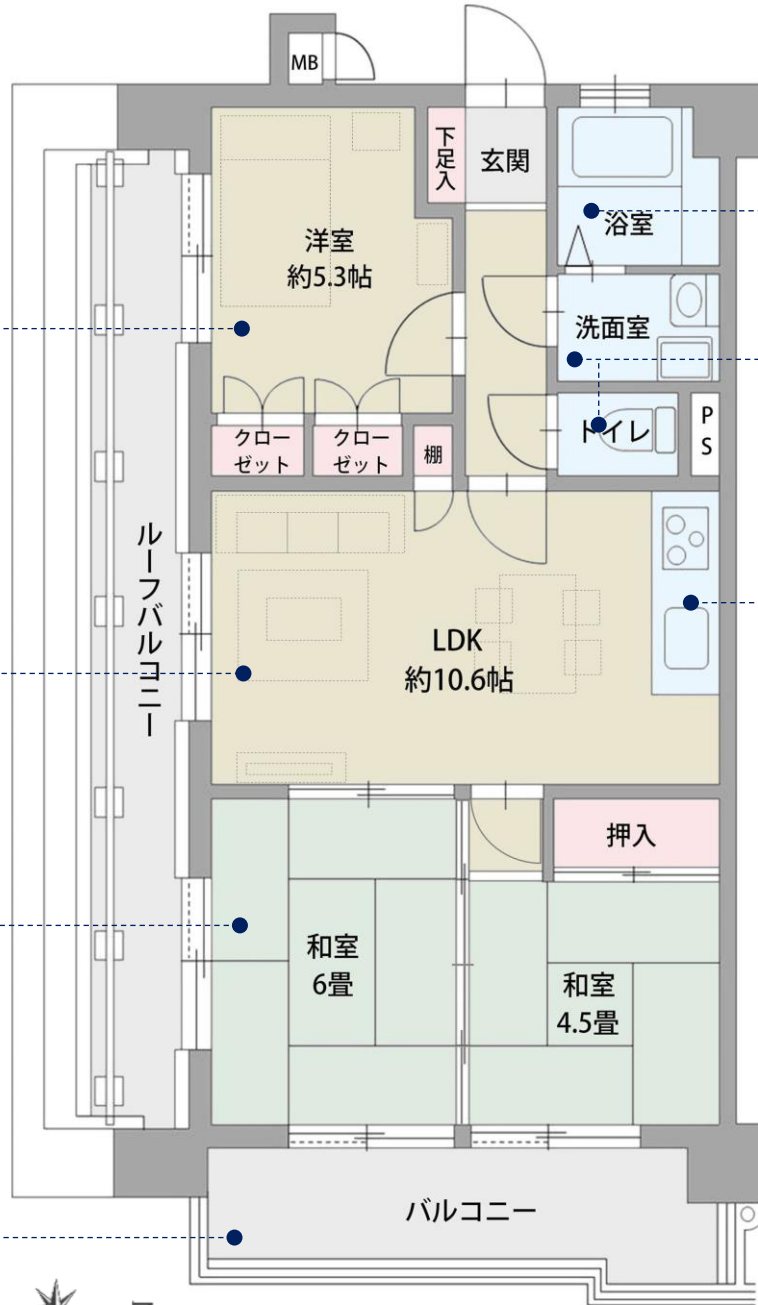 MB
下足入
玄関
浴室
洋室
約5.3帖
洗面室
トイレ
PS
クローゼット
クローゼット
棚
ルーフバルコニー
LDK
約10.6帖
押入
和室
6畳
和室
4.5畳
バルコニー